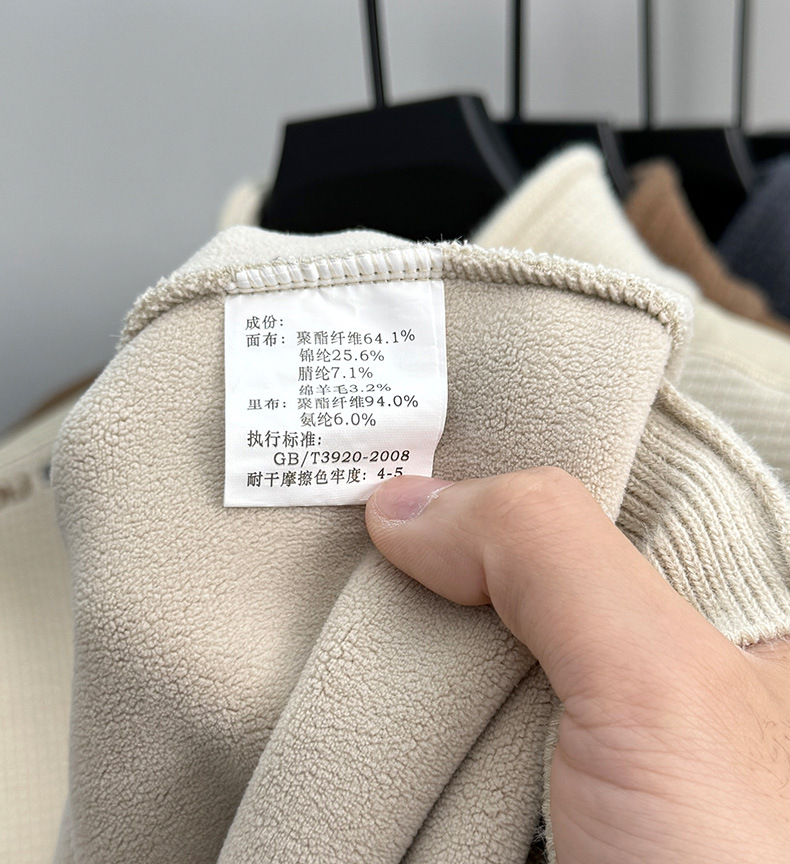 成份：
面布：聚酯纤维64.1%
锦纶25.6%
腈纶7.1%
绵羊毛3.2%
里布：聚酯纤维94.0%
氨纶6.0%
执行标准：
GB/T3920-2008
耐干摩擦色牢度：4-5